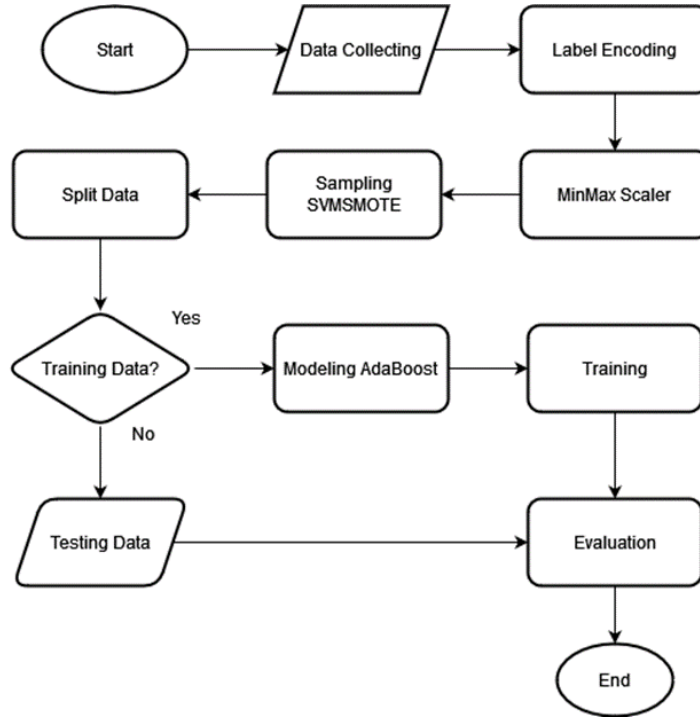 Start
Data Collecting
Label Encoding
Split Data
Sampling
SVMSMOTE
MinMax Scaler
Yes
Training Data?
Modeling AdaBoost
Training
No
Testing Data
Evaluation
End